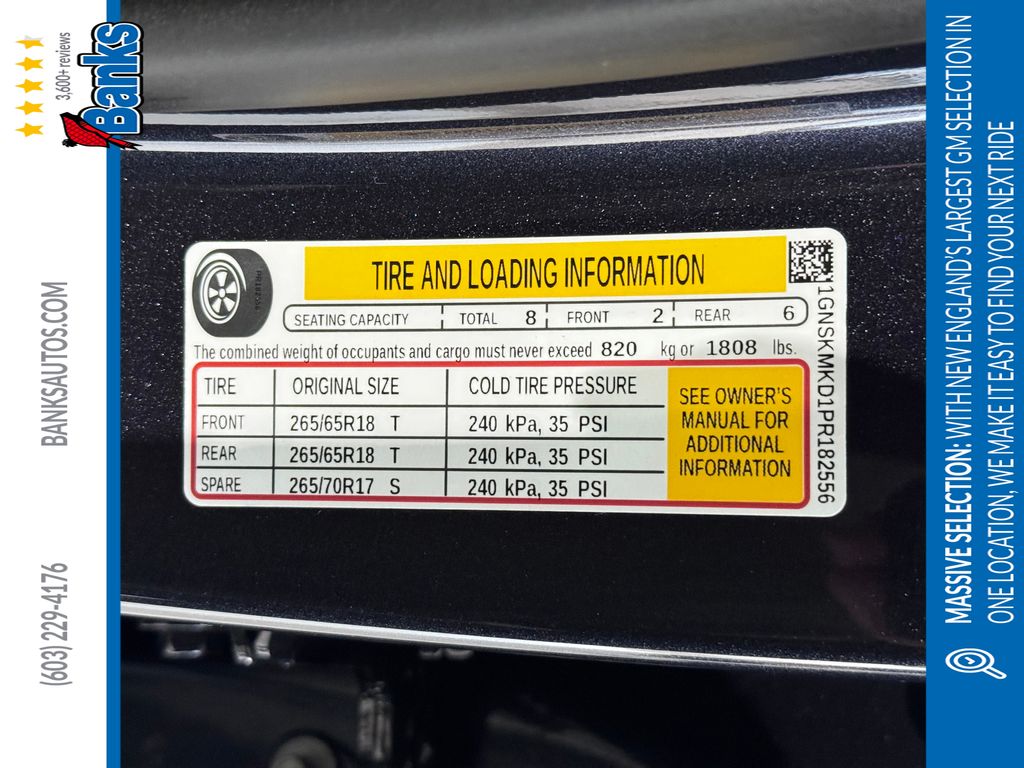 3,600+ reviews
Banks
BANKSAUTOS.COM
(603) 229-4176
TIRE AND LOADING INFORMATION
SEATING CAPACITY TOTAL 8 FRONT 2 REAR 6
The combined weight of occupants and cargo must never exceed 820 kg or 1808 lbs.
TIRE ORIGINAL SIZE COLD TIRE PRESSURE
FRONT 265/65R18 T 240 kPa, 35 PSI
REAR 265/65R18 T 240 kPa, 35 PSI
SPARE 265/70R17 S 240 kPa, 35 PSI
SEE OWNER'S
MANUAL FOR
ADDITIONAL
INFORMATION
1GNSKMKD1PR182556
PR182556
MASSIVE SELECTION: WITH NEW ENGLAND'S LARGEST GM SELECTION IN
ONE LOCATION, WE MAKE IT EASY TO FIND YOUR NEXT RIDE